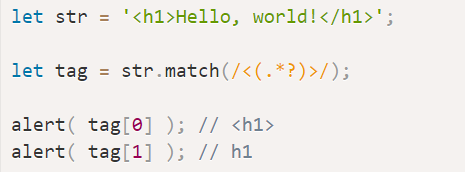 let str = '<h1>Hello, world!</h1>';
let tag = str.match(/<(.*?)>/);
alert( tag[0] ); // <h1>
alert( tag[1] ); // h1